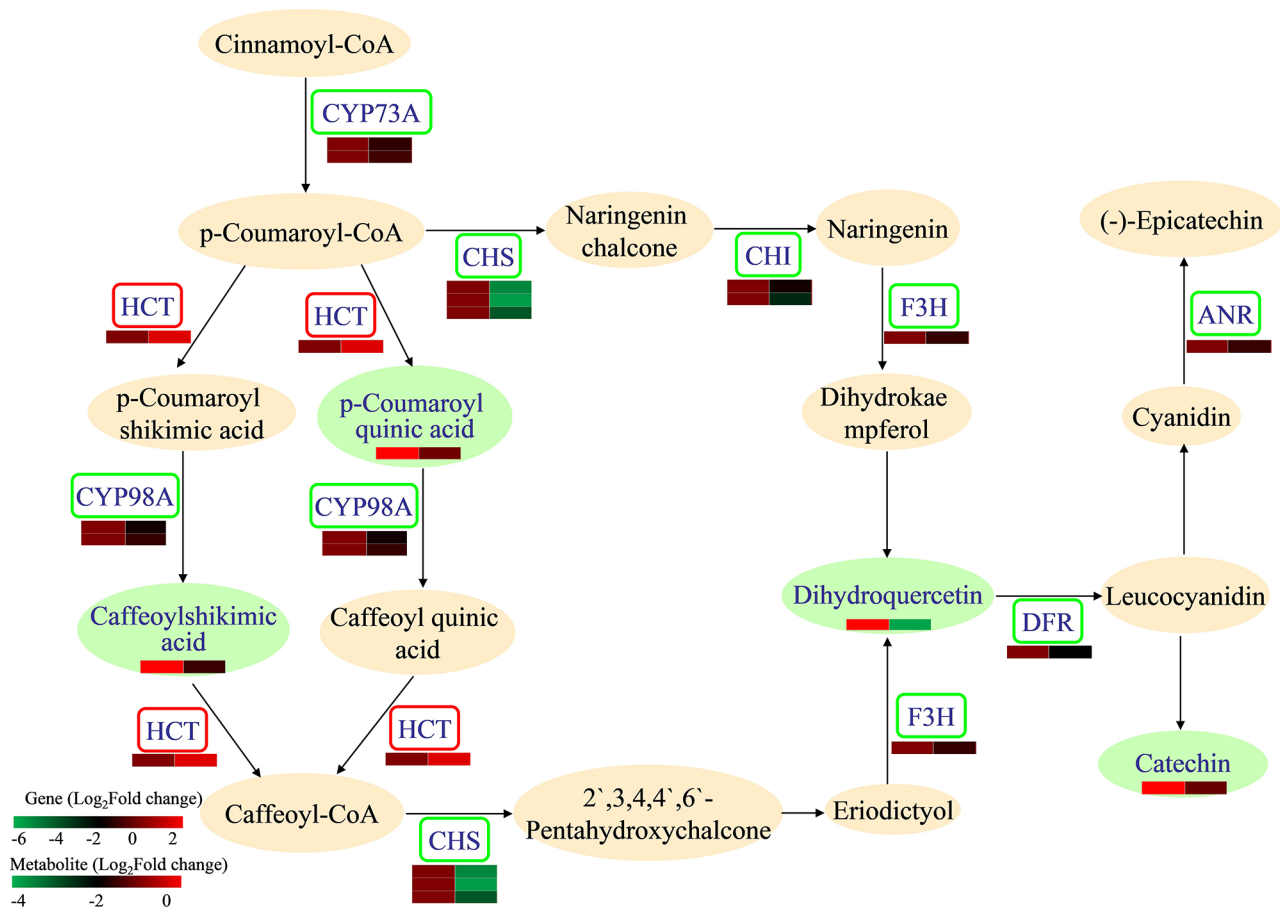 Cinnamoyl-CoA
CYP73A
p-Coumaroyl-CoA
Naringenin
chalcone
Naringenin
(-)-Epicatechin
CHS
CHI
HCT
HCT
F3H
ANR
p-Coumaroyl
shikimic acid
p-Coumaroyl
quinic acid
Dihydrokae
mpferol
Cyanidin
CYP98A
CYP98A
Caffeoylshikimic
acid
Caffeoyl quinic
acid
Dihydroquercetin
Leucocyanidin
DFR
HCT
HCT
F3H
Catechin
Caffeoyl-CoA
2`,3,4,4`,6`-
Pentahydroxychalcone
Eriodictyol
CHS
Gene (Log2Fold change)
-6 -4 -2 0 2
Metabolite (Log2Fold change)
-4 -2 0